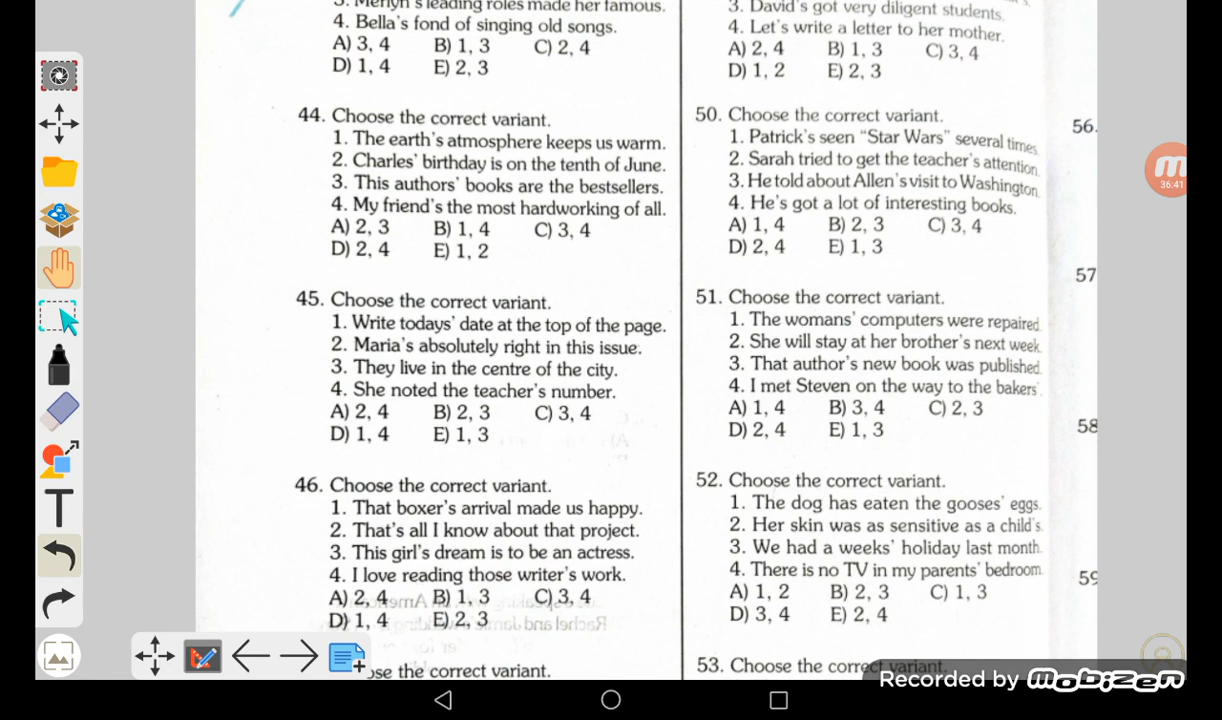 3. Merlyn's leading roles made her famous.
4. Bella's fond of singing old songs.
A) 3, 4 B) 1, 3 C) 2, 4
D) 1, 4 E) 2, 3
44. Choose the correct variant.
1. The earth's atmosphere keeps us warm.
2. Charles' birthday is on the tenth of June.
3. This authors' books are the bestsellers.
4. My friend's the most hardworking of all.
A) 2, 3 B) 1, 4 C) 3, 4
D) 2, 4 E) 1, 2
45. Choose the correct variant.
1. Write todays' date at the top of the page.
2. Maria's absolutely right in this issue.
3. They live in the centre of the city.
4. She noted the teacher's number.
A) 2, 4 B) 2, 3 C) 3, 4
D) 1, 4 E) 1, 3
46. Choose the correct variant.
1. That boxer's arrival made us happy.
2. That's all I know about that project.
3. This girl's dream is to be an actress.
4. I love reading those writer's work.
A) 2, 4 B) 1, 3 C) 3, 4
D) 1, 4 E) 2, 3
ose the correct variant.
3. David's got very diligent students.
4. Let's write a letter to her mother.
A) 2, 4 B) 1, 3 C) 3, 4
D) 1, 2 E) 2, 3
50. Choose the correct variant.
1. Patrick's seen “Star Wars” several times.
2. Sarah tried to get the teacher's attention.
3. He told about Allen's visit to Washington.
4. He's got a lot of interesting books.
A) 1, 4 B) 2, 3 C) 3, 4
D) 2, 4 E) 1, 3
51. Choose the correct variant.
1. The womans' computers were repaired.
2. She will stay at her brother's next week.
3. That author's new book was published.
4. I met Steven on the way to the bakers'.
A) 1, 4 B) 3, 4 C) 2, 3
D) 2, 4 E) 1, 3
52. Choose the correct variant.
1. The dog has eaten the gooses' eggs.
2. Her skin was as sensitive as a child's.
3. We had a weeks' holiday last month.
4. There is no TV in my parents' bedroom.
A) 1, 2 B) 2, 3 C) 1, 3
D) 3, 4 E) 2, 4
53. Choose the correct variant.
56.
57
58
59
36:41
T
Recorded by mobizen